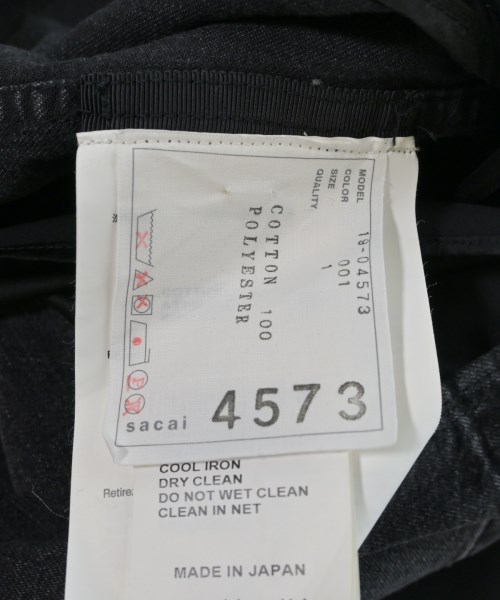 MODEL 18-04573
COLOR 001
SIZE 1
QUALITY
COTTON 100
POLYESTER
sacai 4573
COOL IRON
DRY CLEAN
Retire
DO NOT WET CLEAN
CLEAN IN NET
MADE IN JAPAN